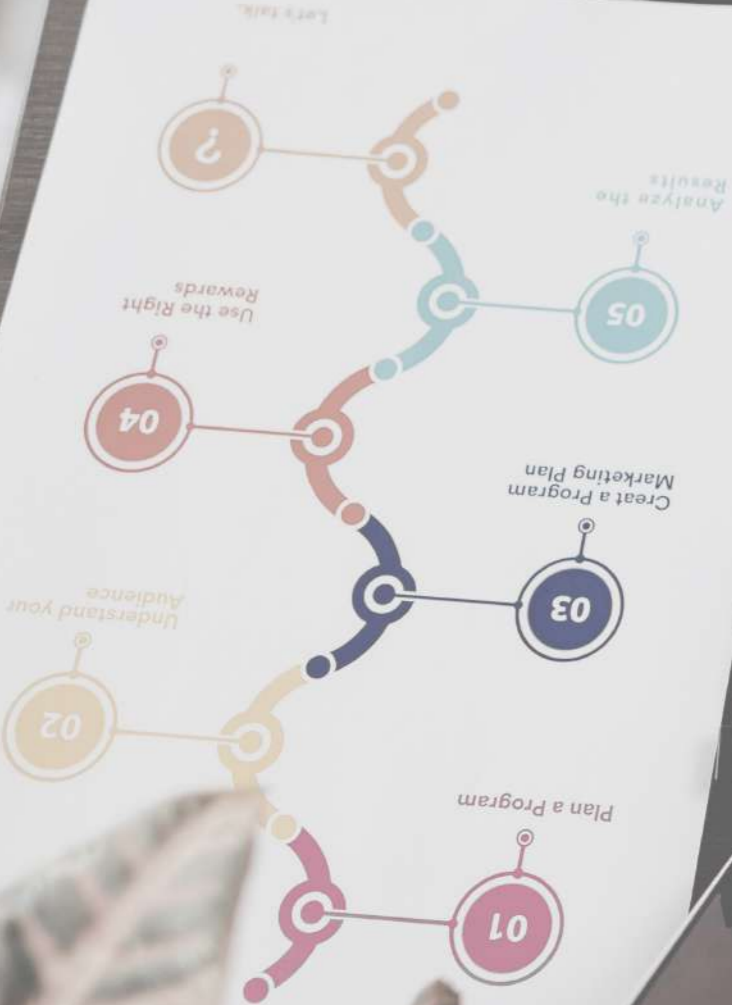 01
Plan a Program
02
Understand your
Audience
03
Creat a Program
Marketing Plan
04
Use the Right
Rewards
05
Analyze the
Results
?
Let's talk.